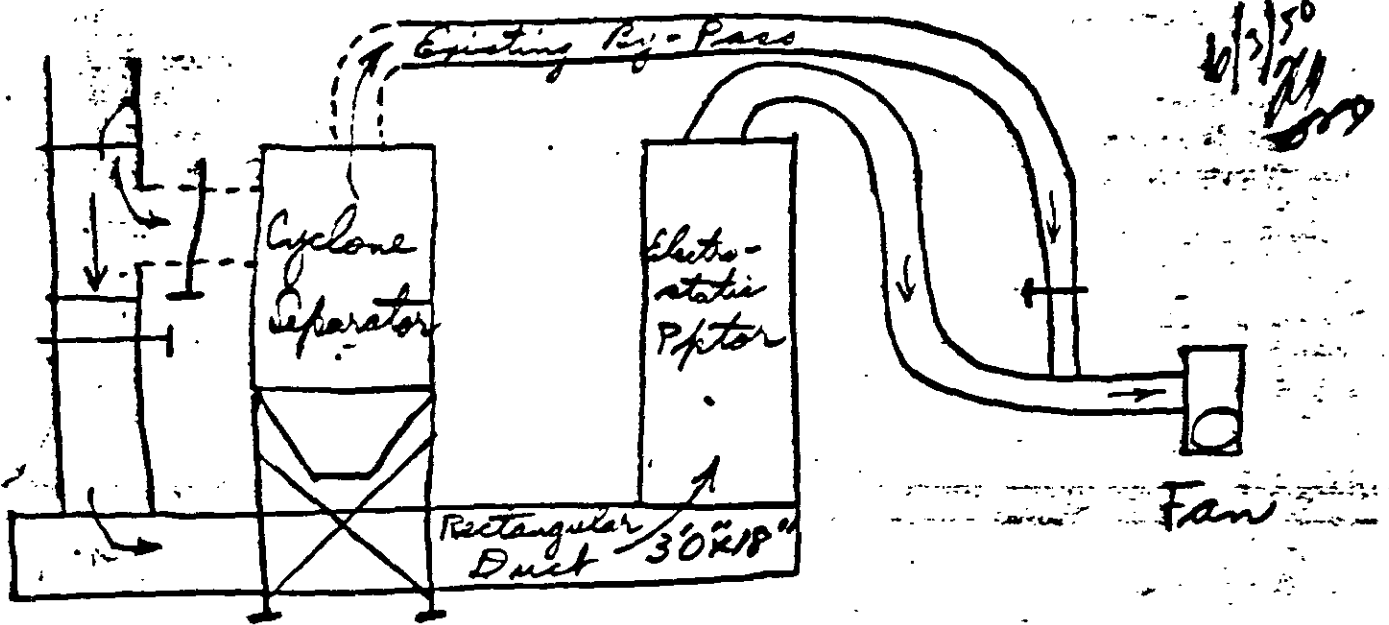 Existing By-Pass
Cyclone
Separator
Electro-
static
Pptor
Rectangular
Duct
3'0"x18"
Fan